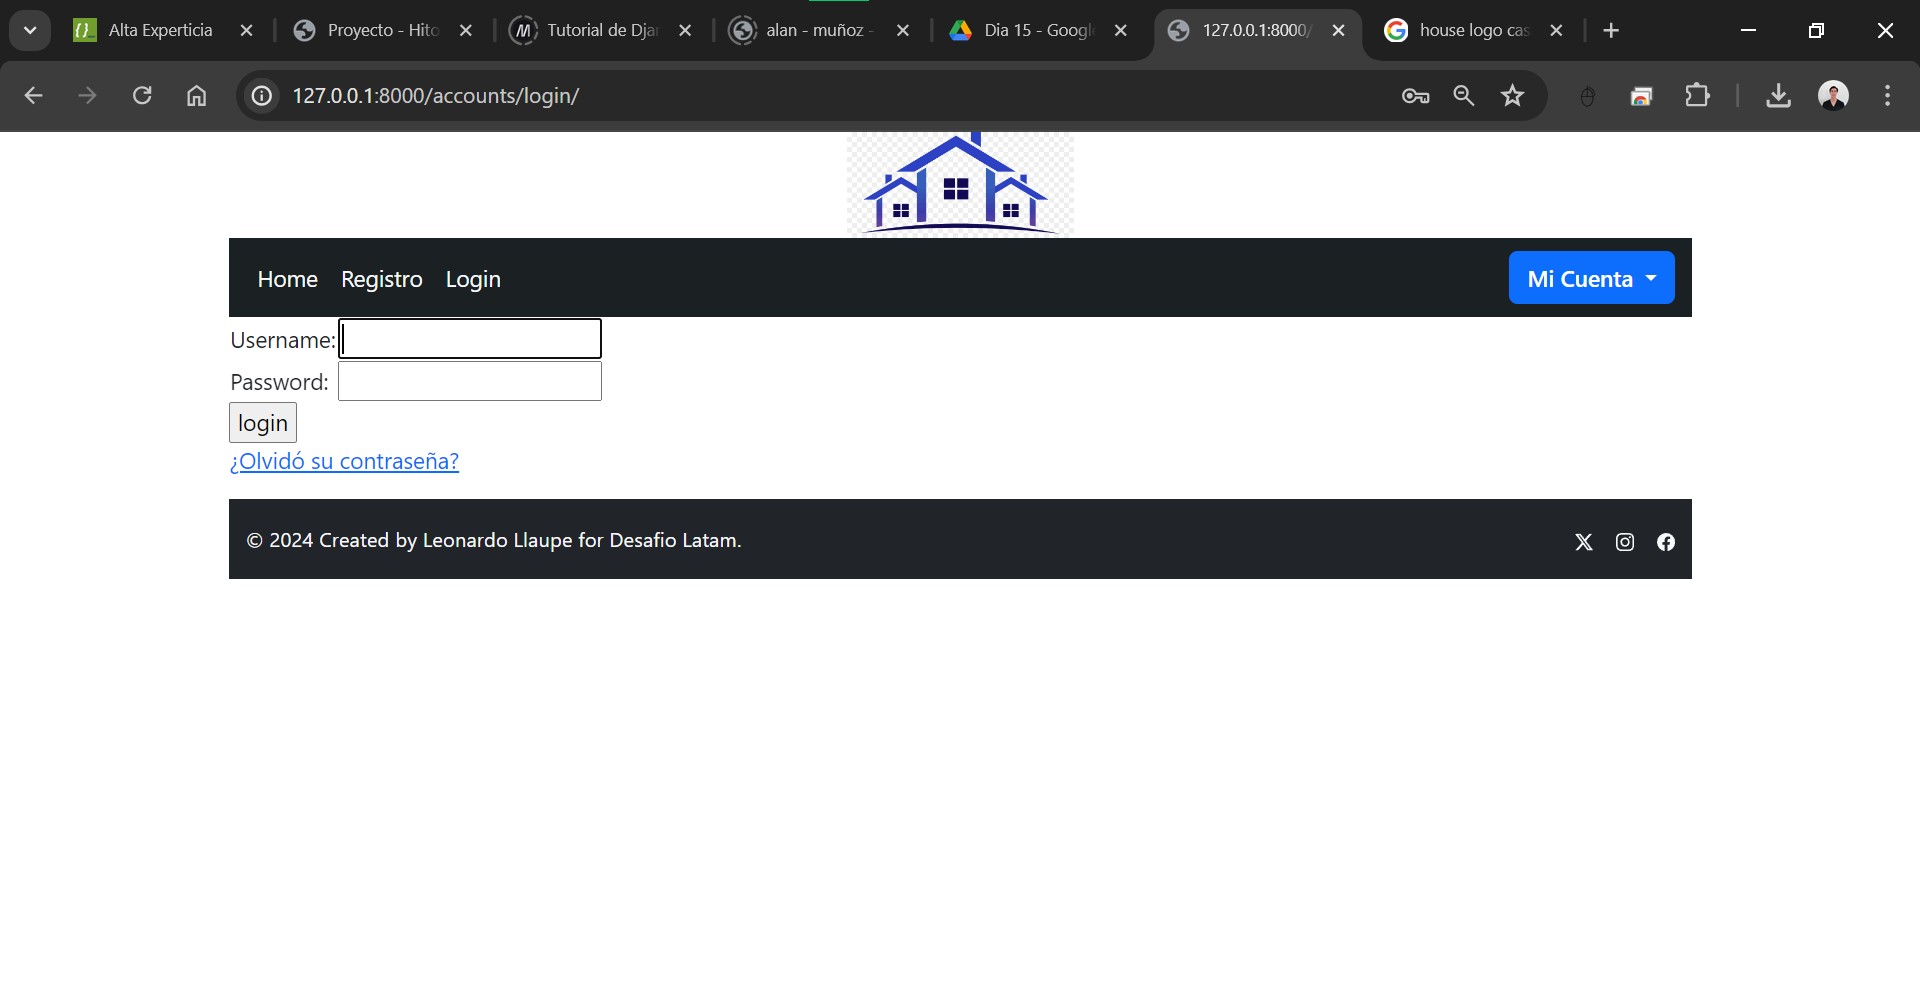 Alta Experticia
Proyecto - Hito
Tutorial de Djan
alan - muñoz -
Dia 15 - Google
127.0.0.1:8000/
house logo cas
127.0.0.1:8000/accounts/login/
Home Registro Login Mi Cuenta
Username:
Password:
login
¿Olvidó su contraseña?
© 2024 Created by Leonardo Llaupe for Desafio Latam.